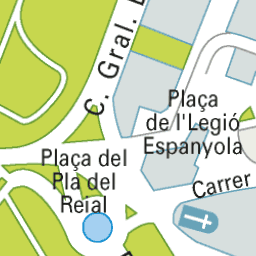 C. Gral.
Plaça
de l'Legió
Espanyola
Plaça del
Pla del
Reial
Carrer